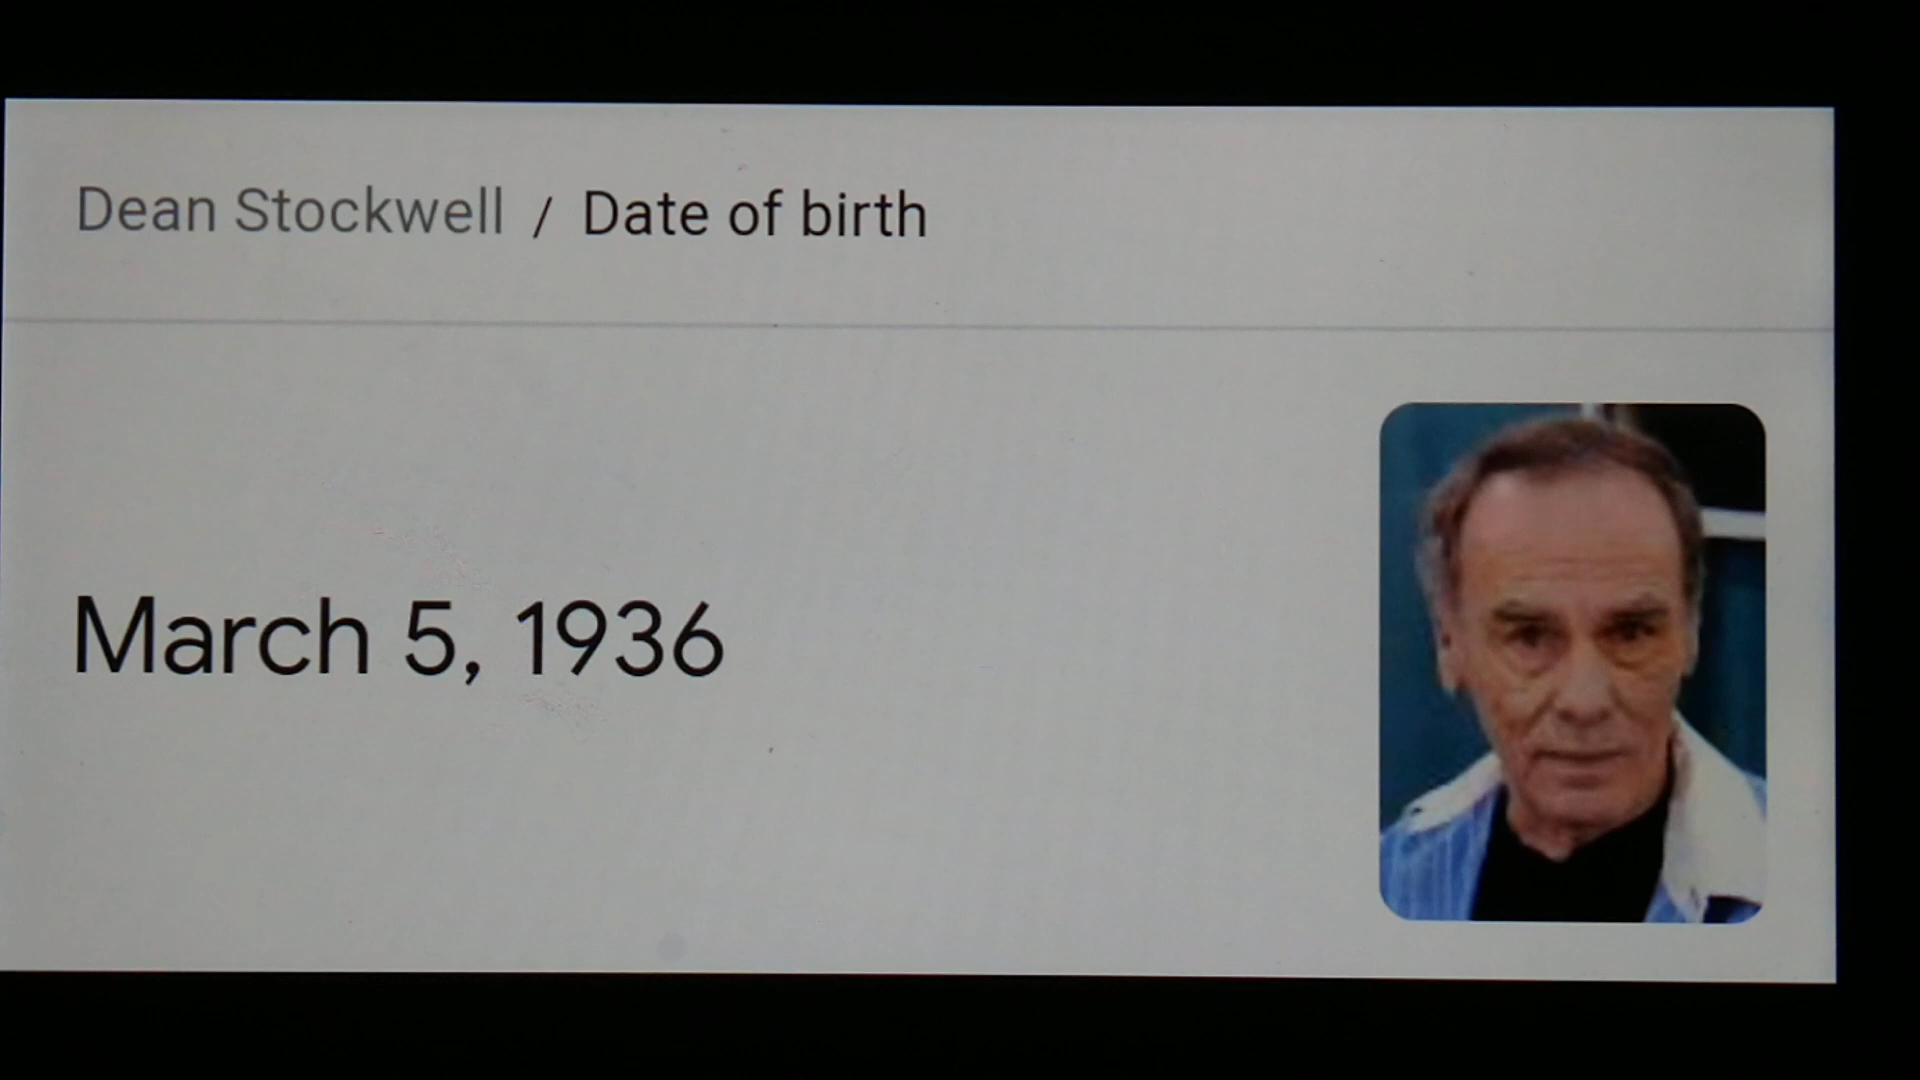 Dean Stockwell / Date of birth
March 5, 1936